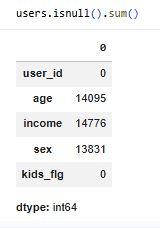 users.isnull().sum()
0
user_id 0
age 14095
income 14776
sex 13831
kids_flg 0
dtype: int64